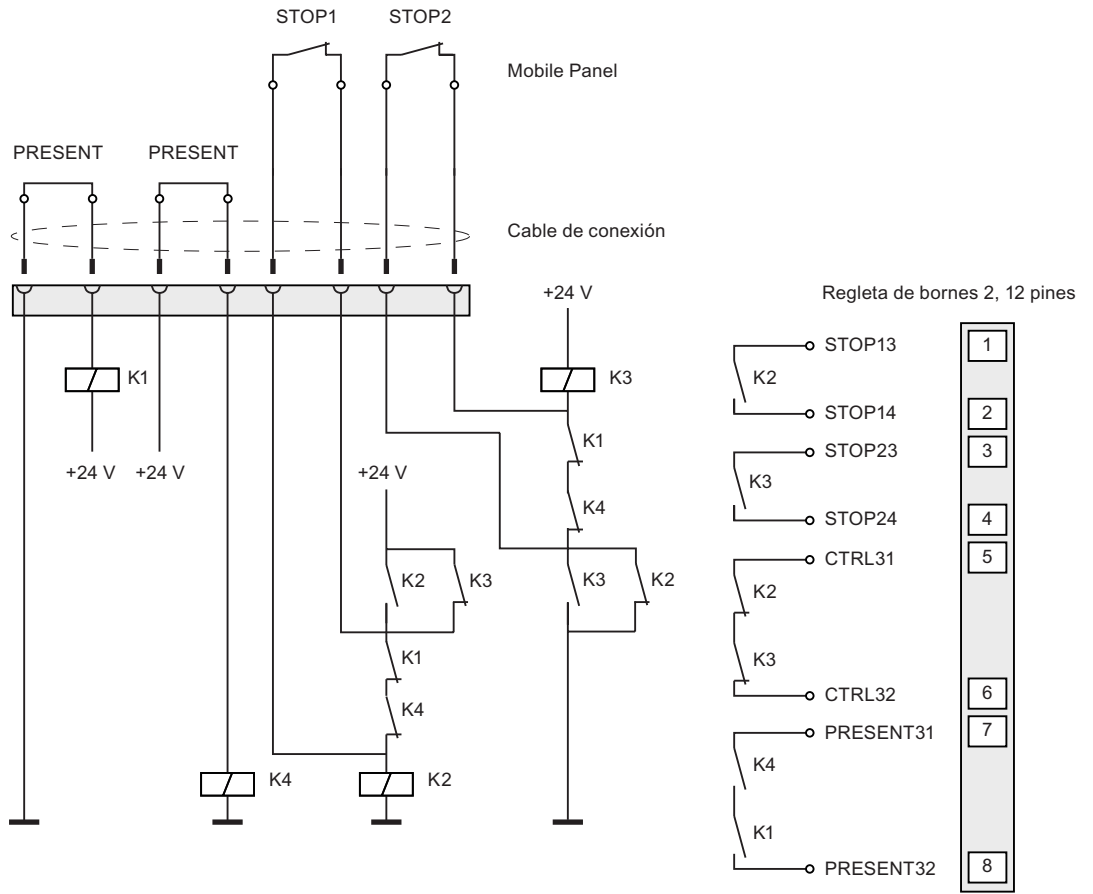 STOP1
STOP2
Mobile Panel
PRESENT
PRESENT
Cable de conexión
+24 V
Regleta de bornes 2, 12 pines
STOP13
1
K1
K3
K2
STOP14
2
K1
STOP23
3
+24 V
+24 V
+24 V
K3
K4
STOP24
4
CTRL31
5
K2
K3
K3
K2
K2
K1
K3
K4
CTRL32
6
PRESENT31
7
K4
K2
K4
K1
PRESENT32
8